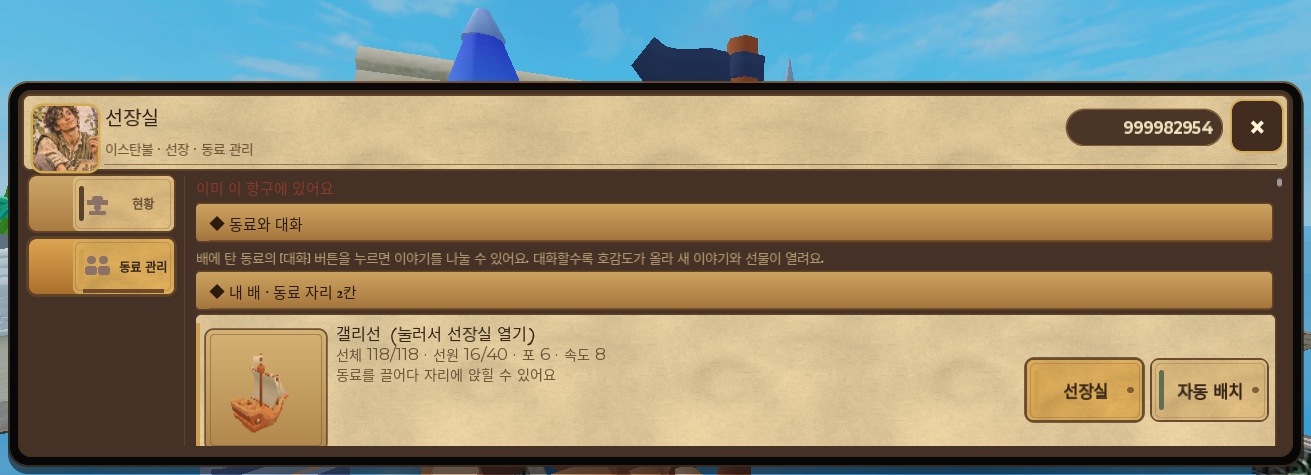 선장실
이스탄불 · 선장 · 동료 관리
999982954
현황
동료 관리
이미 이 항구에 있어요
◆ 동료와 대화
배에 탄 동료의 [대화] 버튼을 누르면 이야기를 나눌 수 있어요. 대화할수록 호감도가 올라 새 이야기와 선물이 열려요.
◆ 내 배 · 동료 자리 2칸
갤리선 (눌러서 선장실 열기)
선체 118/118 · 선원 16/40 · 포 6 · 속도 8
동료를 끌어다 자리에 앉힐 수 있어요
선장실
자동 배치